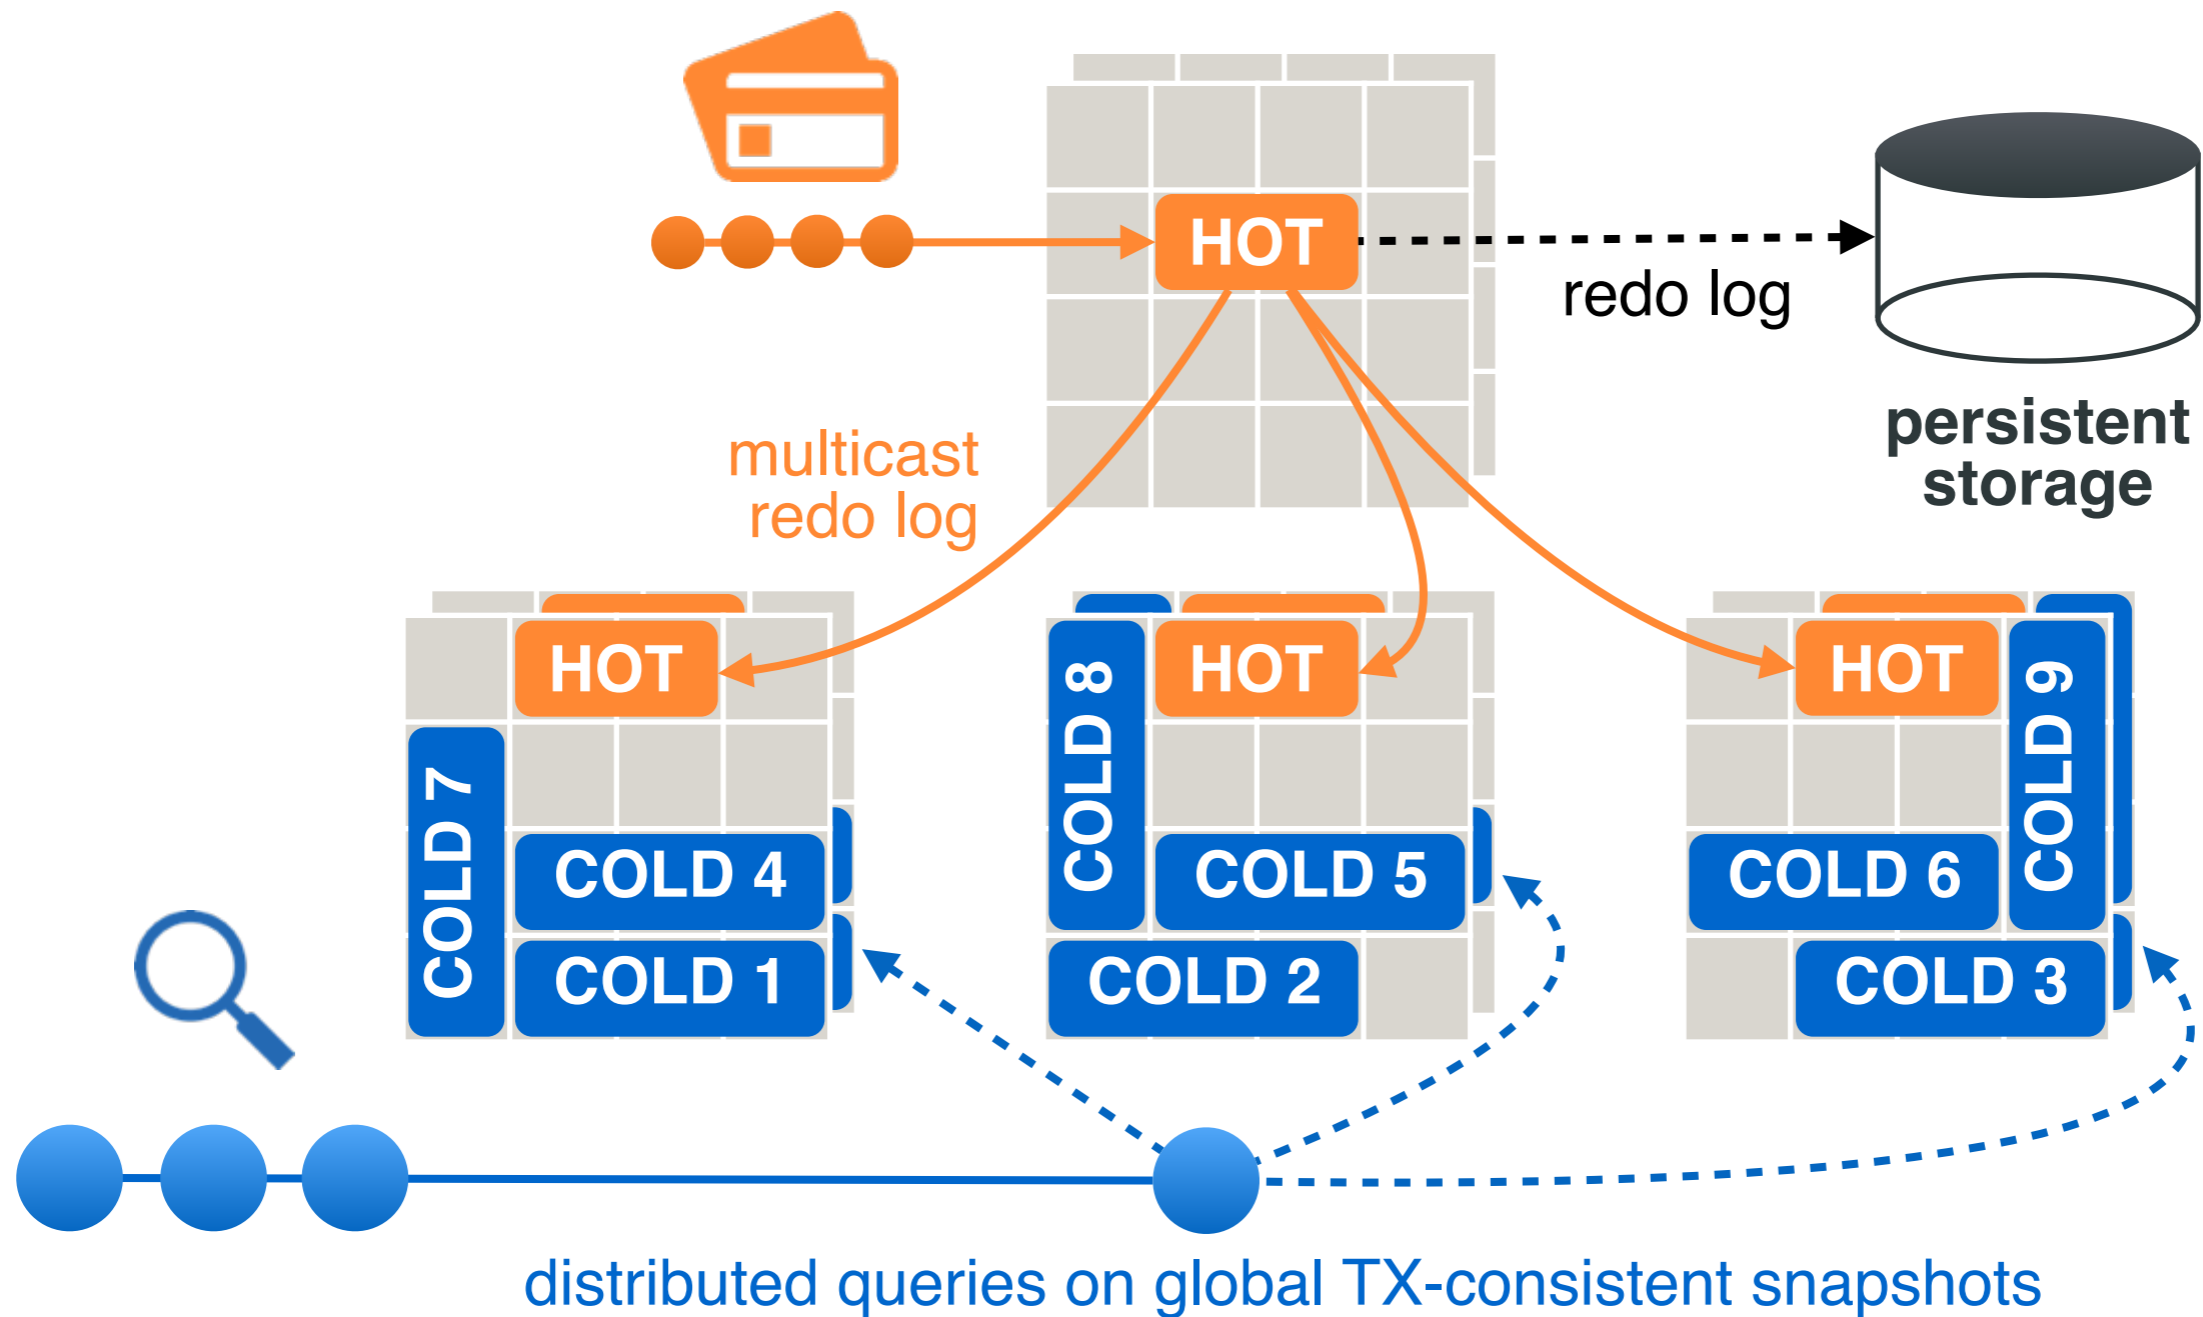 HOT
redo log
persistent
storage
multicast
redo log
HOT
COLD 7
COLD 4
COLD 1
HOT
COLD 8
COLD 5
COLD 2
HOT
COLD 9
COLD 6
COLD 3
distributed queries on global TX-consistent snapshots